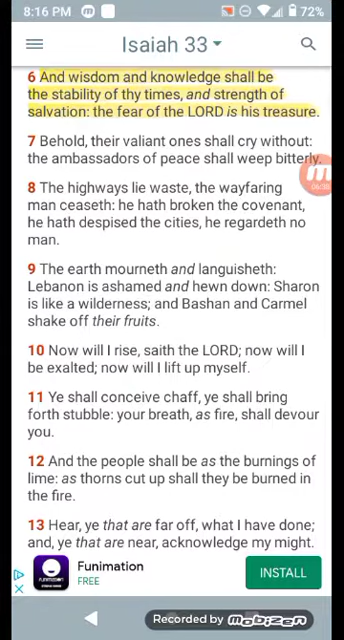 8:16 PM
72%
Isaiah 33
6 And wisdom and knowledge shall be
the stability of thy times, and strength of
salvation: the fear of the LORD is his treasure.
7 Behold, their valiant ones shall cry without:
the ambassadors of peace shall weep bitterly.
8 The highways lie waste, the wayfaring
man ceaseth: he hath broken the covenant,
he hath despised the cities, he regardeth no
man.
9 The earth mourneth and languisheth:
Lebanon is ashamed and hewn down: Sharon
is like a wilderness; and Bashan and Carmel
shake off their fruits.
10 Now will I rise, saith the LORD; now will I
be exalted; now will I lift up myself.
11 Ye shall conceive chaff, ye shall bring
forth stubble: your breath, as fire, shall devour
you.
12 And the people shall be as the burnings of
lime: as thorns cut up shall they be burned in
the fire.
13 Hear, ye that are far off, what I have done;
and, ye that are near, acknowledge my might.
Funimation
FREE
INSTALL
Recorded by mobizen